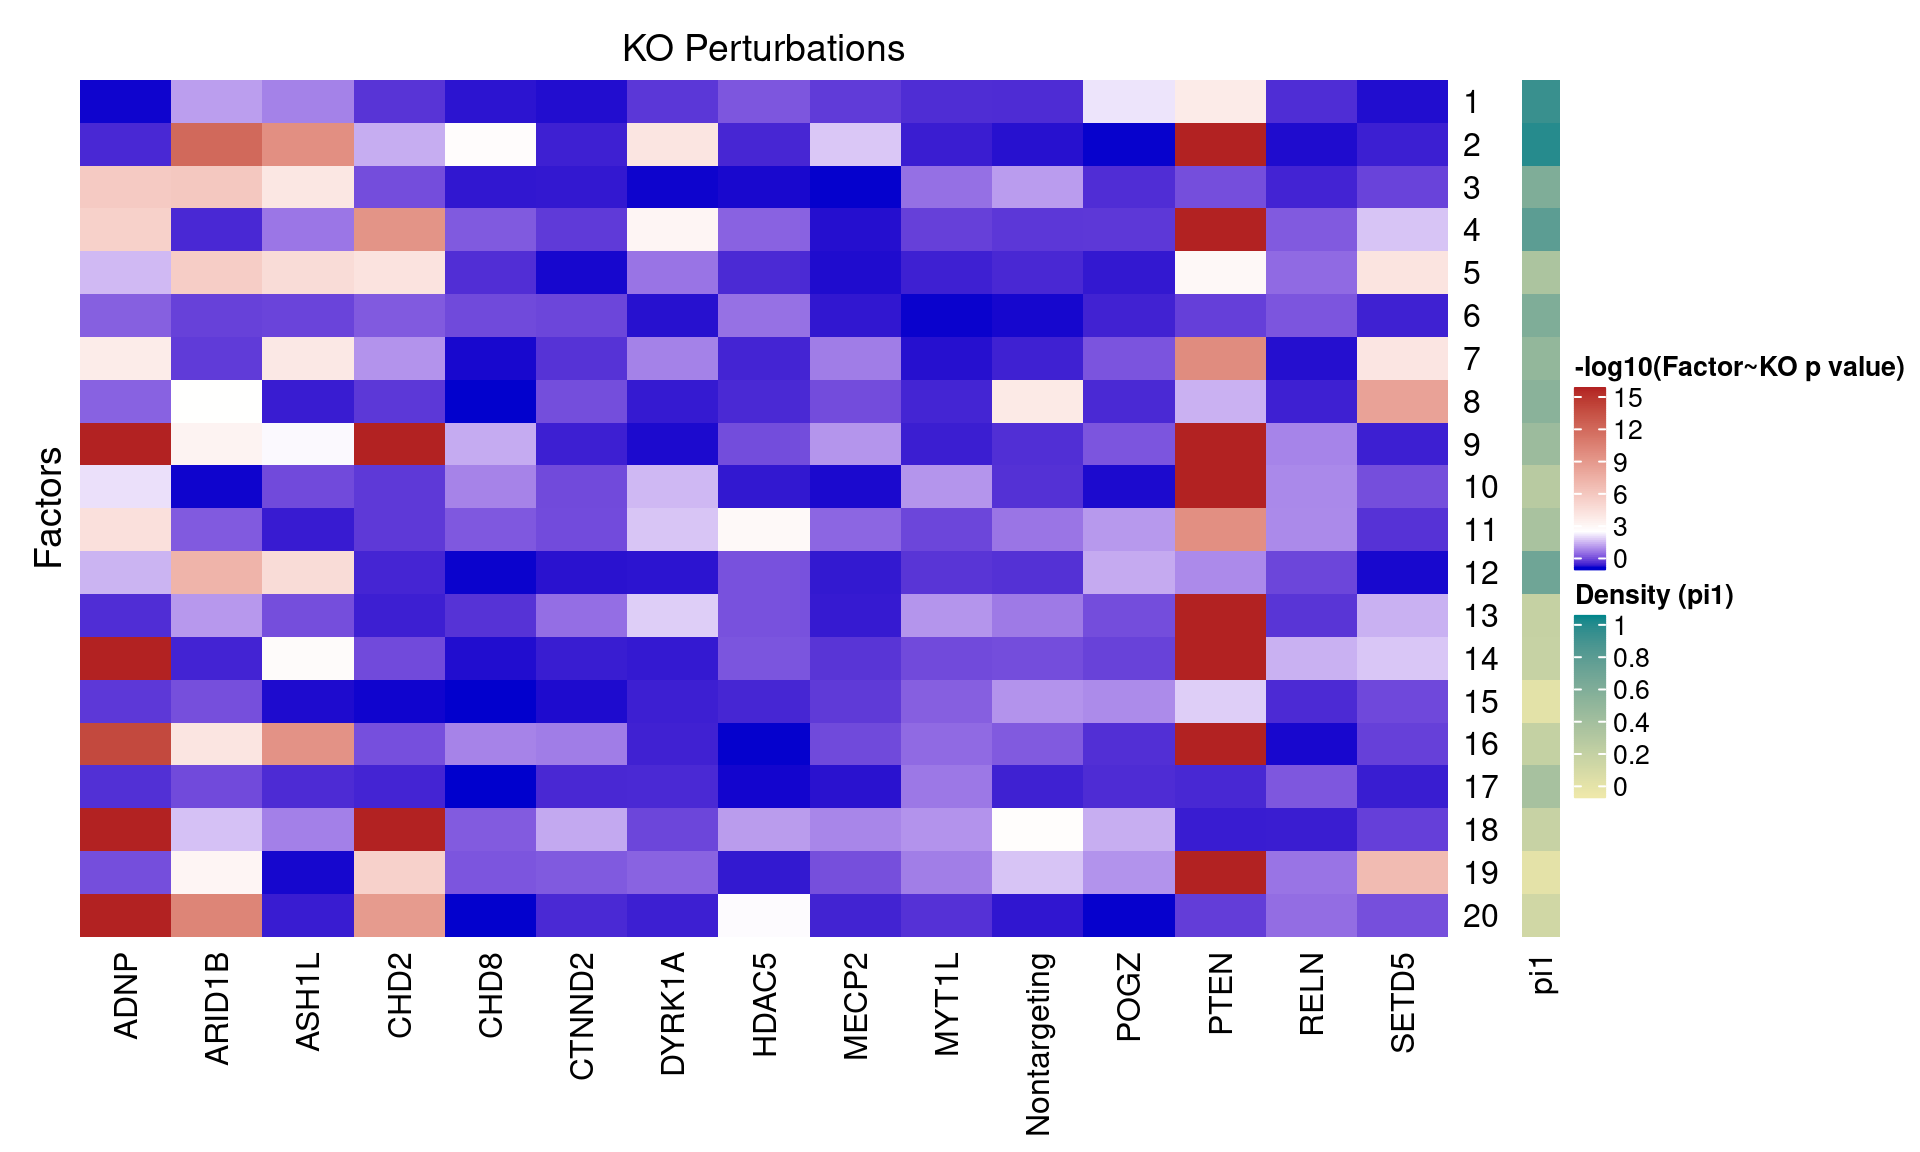 KO Perturbations
Factors
1
2
3
4
5
6
7
8
9
10
11
12
13
14
15
16
17
18
19
20
ADNP
ARID1B
ASH1L
CHD2
CHD8
CTNND2
DYRK1A
HDAC5
MECP2
MYT1L
Nontargeting
POGZ
PTEN
RELN
SETD5
pi1
-log10(Factor~KO p value)
15
12
9
6
3
0
Density (pi1)
1
0.8
0.6
0.4
0.2
0